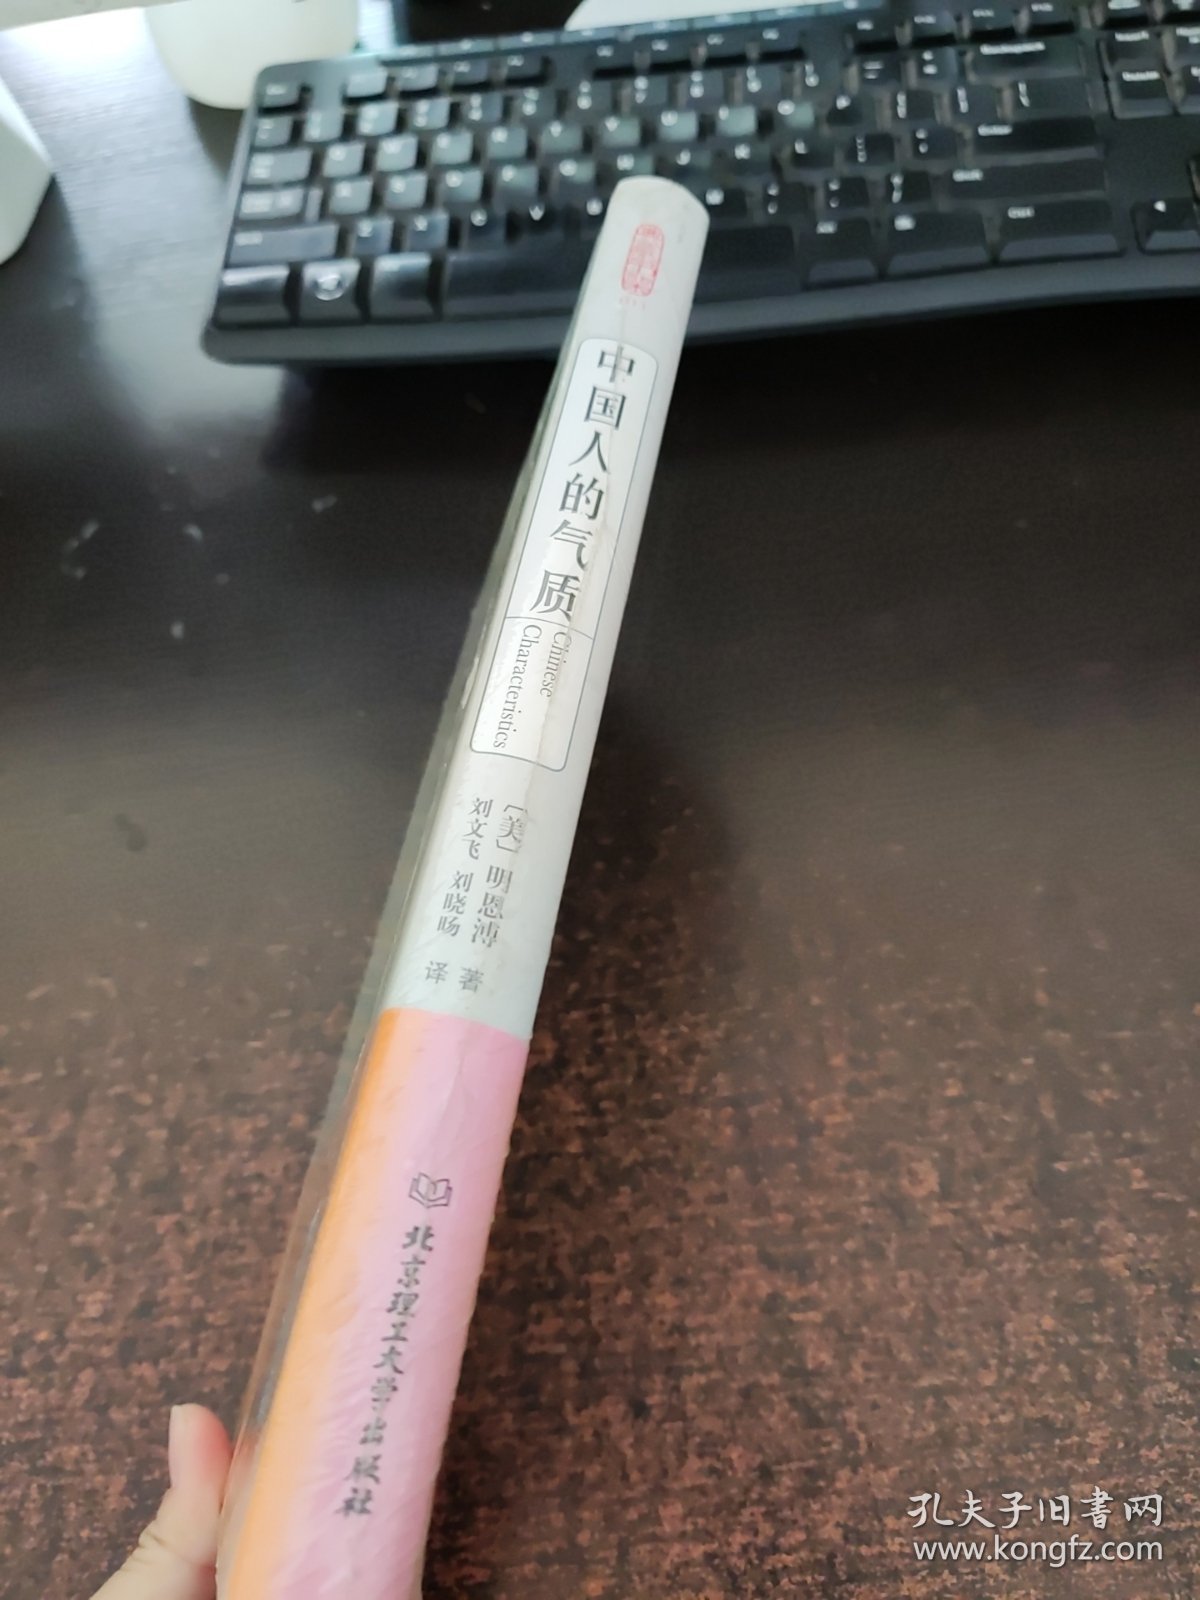 中国人的气质
Chinese
Characteristics
[美] 明恩溥 著
刘文飞 刘晓旸 译
北京理工大学出版社
孔夫子旧书网
www.kongfz.com